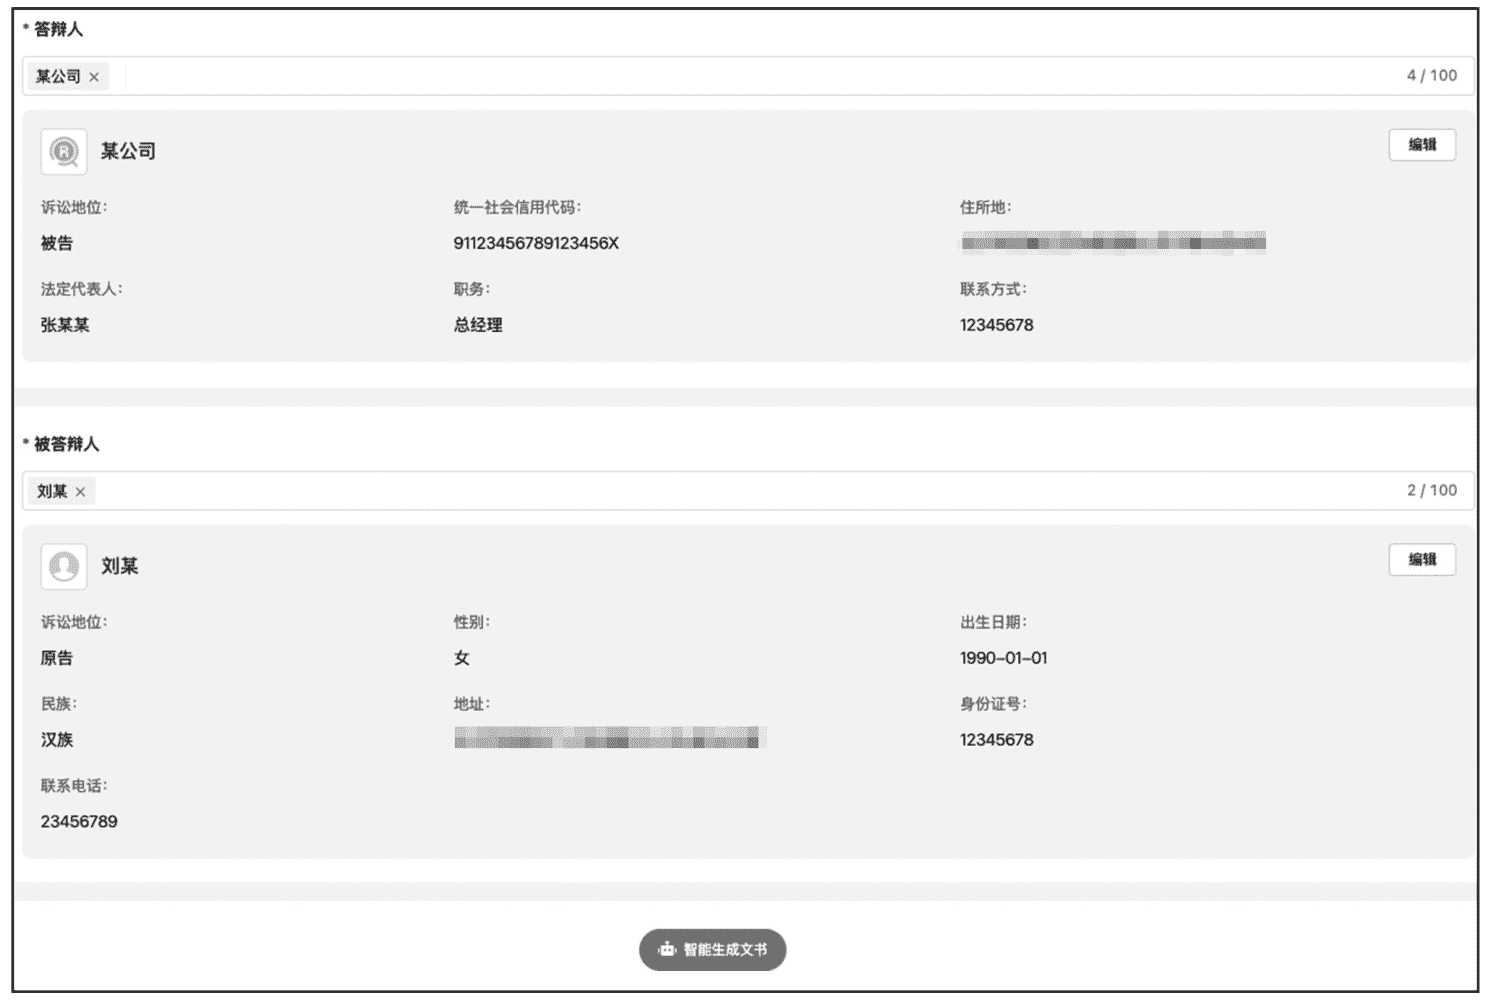 * 答辩人
某公司 × 4 / 100
某公司 编辑
诉讼地位： 统一社会信用代码： 住所地：
被告 91123456789123456X
法定代表人： 职务： 联系方式：
张某某 总经理 12345678
* 被答辩人
刘某 × 2 / 100
刘某 编辑
诉讼地位： 性别： 出生日期：
原告 女 1990-01-01
民族： 地址： 身份证号：
汉族 12345678
联系电话：
23456789
智能生成文书